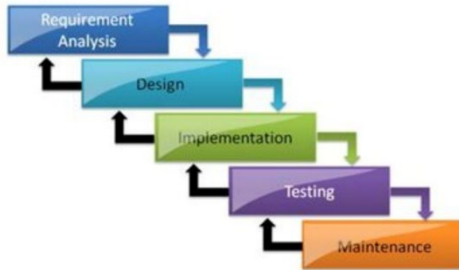 Requirement
Analysis
Design
Implementation
Testing
Maintenance